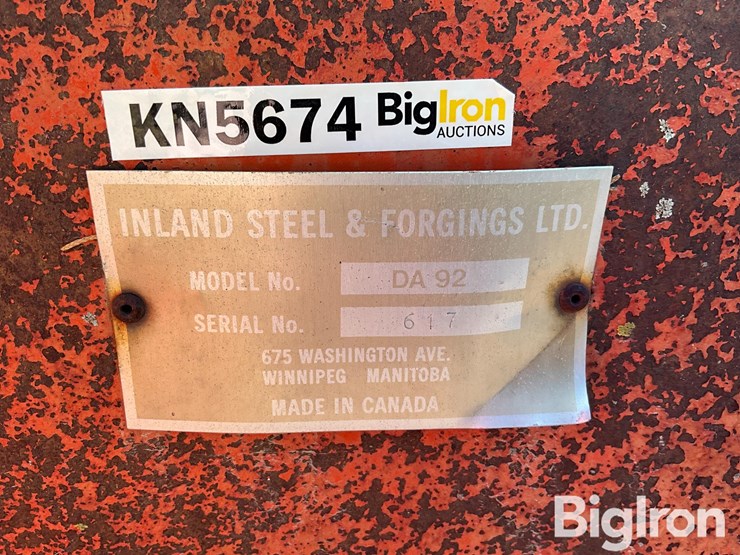 KN5674 BigIron
AUCTIONS
INLAND STEEL & FORGINGS LTD.
MODEL No. DA 92
SERIAL No. 617
675 WASHINGTON AVE.
WINNIPEG MANITOBA
MADE IN CANADA
BigIron